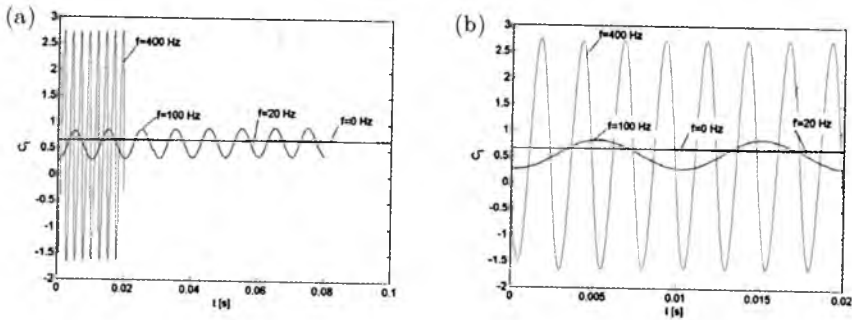 (a)
3
2.5
2
1.5
1
0.5
0
-0.5
-1
-1.5
-2
C_l
f=400 Hz
f=100 Hz
f=20 Hz
f=0 Hz
0
0.02
0.04
0.06
0.08
0.1
t [s]
(b)
3
2.5
2
1.5
1
0.5
0
-0.5
-1
-1.5
-2
C_l
f=400 Hz
f=100 Hz
f=0 Hz
f=20 Hz
0
0.005
0.01
0.015
0.02
t [s]